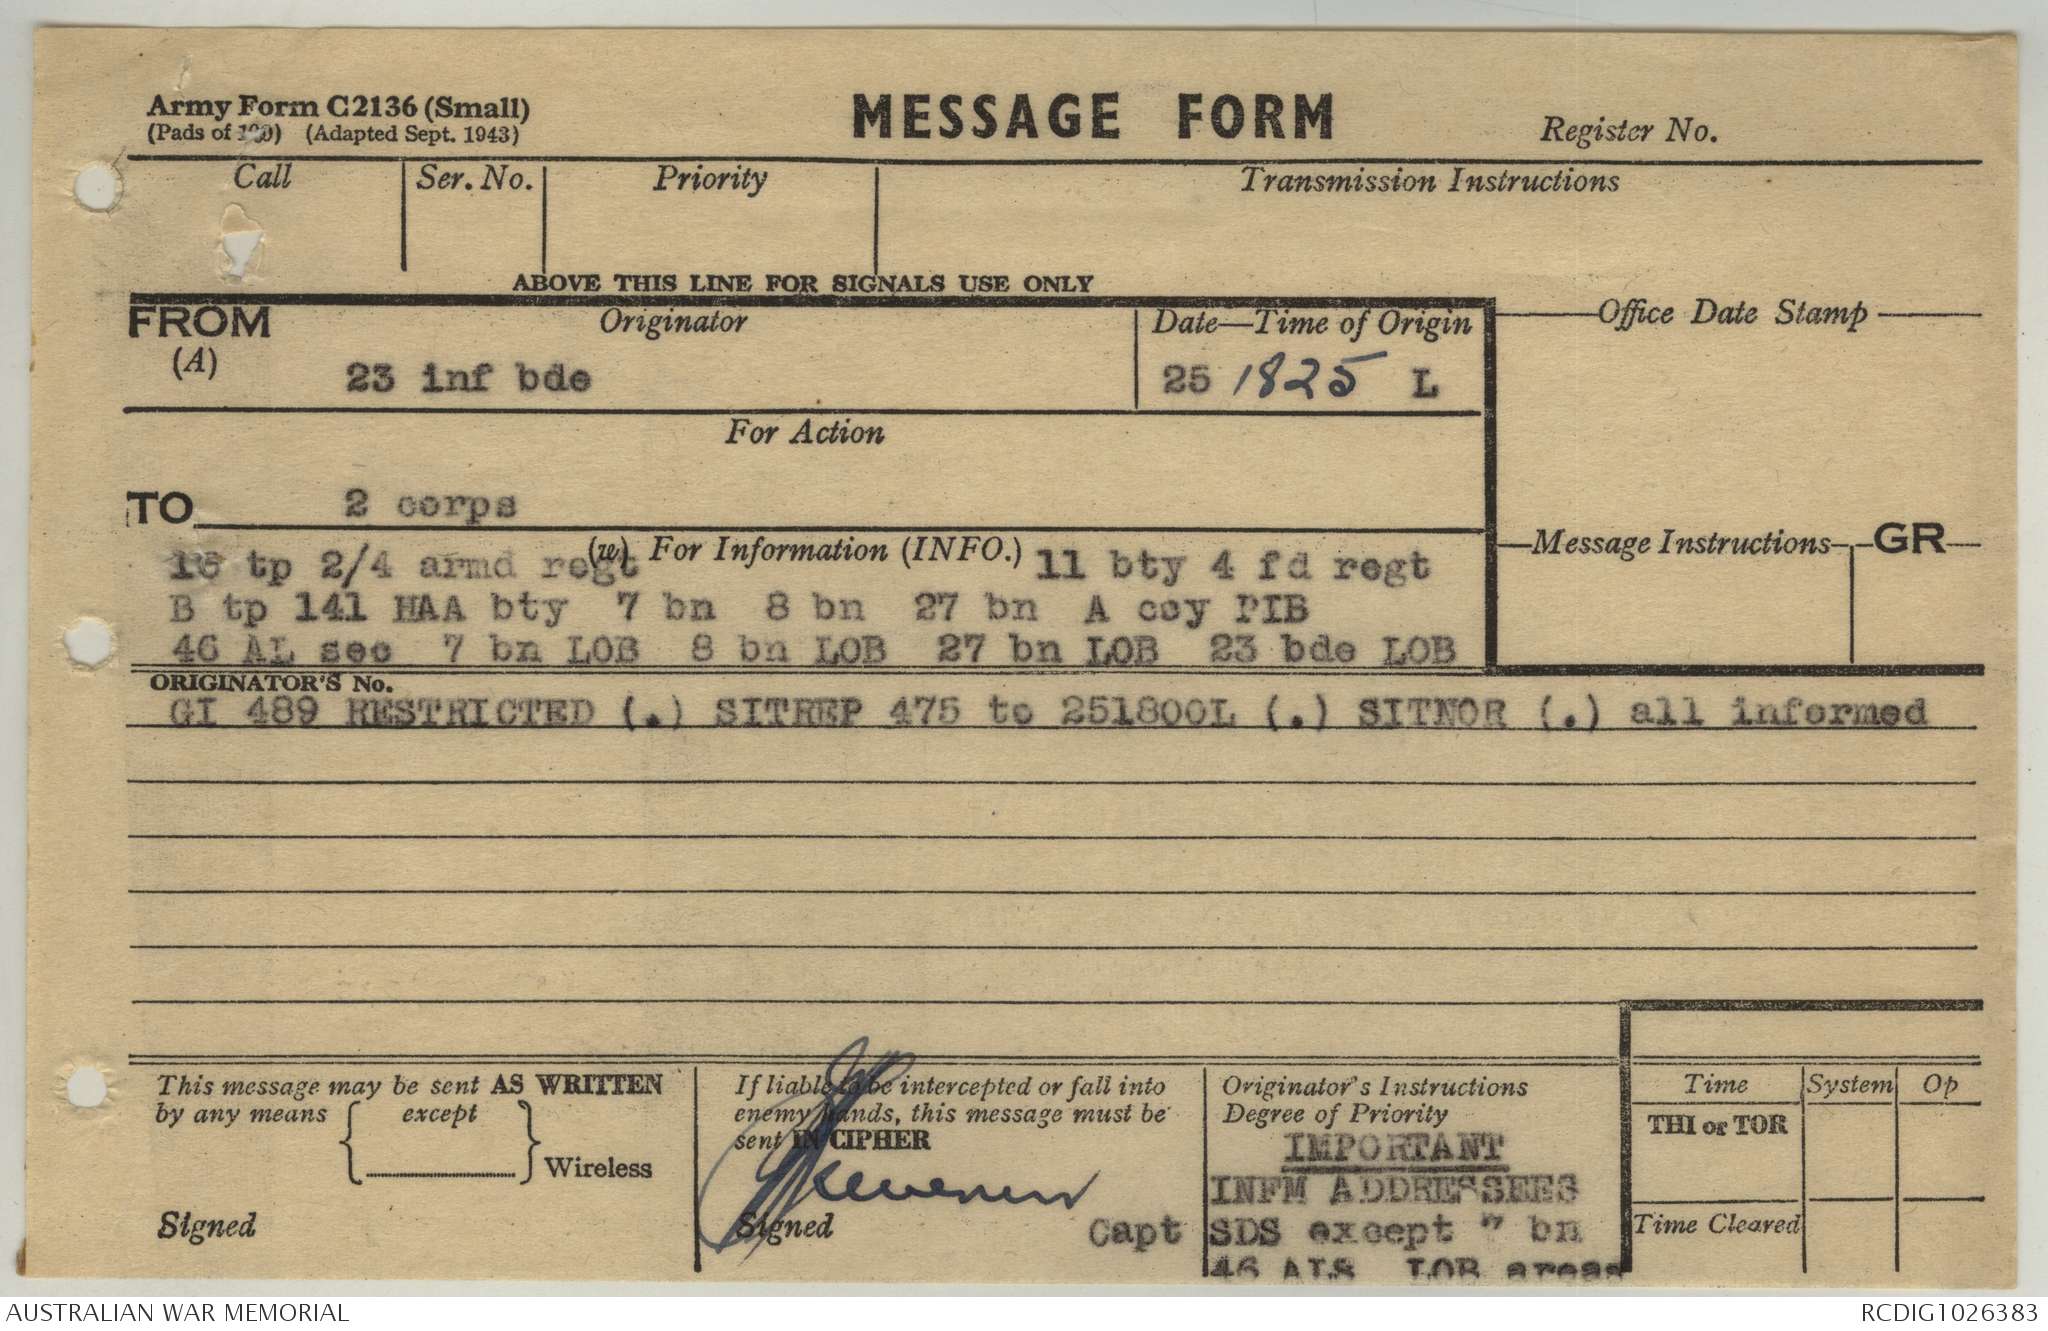 Army Form C2136 (Small)
(Pads of 100) (Adapted Sept. 1943)
MESSAGE FORM
Register No.
Call
Ser. No.
Priority
Transmission Instructions
ABOVE THIS LINE FOR SIGNALS USE ONLY
FROM
(A)
Originator
23 inf bde
Date—Time of Origin
25 1825 L
Office Date Stamp
For Action
TO
2 corps
(w) For Information (INFO.)
Message Instructions
GR
tp 2/4 armd regt 11 bty 4 fd regt
B tp 141 HAA bty 7 bn 8 bn 27 bn A coy PIB
46 AL sec 7 bn LOB 8 bn LOB 27 bn LOB 23 bde LOB
ORIGINATOR'S No.
GI 489 RESTRICTED (.) SITREP 475 to 251800L (.) SITNOR (.) all informed
This message may be sent AS WRITTEN
by any means { except } Wireless
Signed
If liable to be intercepted or fall into
enemy hands, this message must be
sent IN CIPHER
Signed
Capt
Originator's Instructions
Degree of Priority
IMPORTANT
INFM ADDRESSEES
SDS except 7 bn
46 ALS LOB areas
Time
System
Op
THI or TOR
Time Cleared
AUSTRALIAN WAR MEMORIAL
RCDIG1026383